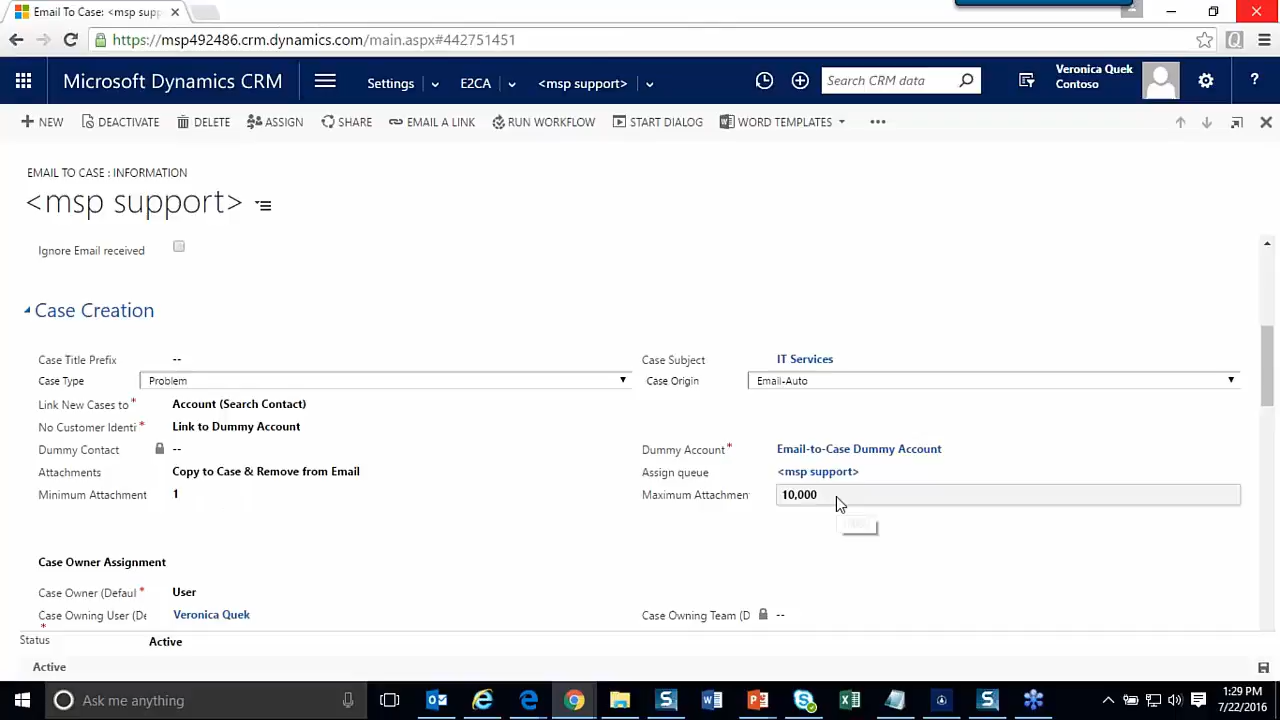 Email To Case: <msp supp
https://msp492486.crm.dynamics.com/main.aspx#442751451
Microsoft Dynamics CRM
Settings
E2CA
<msp support>
Search CRM data
Veronica Quek
Contoso
?
NEW
DEACTIVATE
DELETE
ASSIGN
SHARE
EMAIL A LINK
RUN WORKFLOW
START DIALOG
WORD TEMPLATES
EMAIL TO CASE : INFORMATION
<msp support>
Ignore Email received
Case Creation
Case Title Prefix --
Case Subject IT Services
Case Type Problem
Case Origin Email-Auto
Link New Cases to * Account (Search Contact)
No Customer Identi * Link to Dummy Account
Dummy Contact --
Dummy Account * Email-to-Case Dummy Account
Attachments Copy to Case & Remove from Email
Assign queue <msp support>
Minimum Attachment 1
Maximum Attachmen 10,000
Case Owner Assignment
Case Owner (Defaul * User
Case Owning User (De * Veronica Quek
Case Owning Team (D --
Status Active
Active
Ask me anything
1:29 PM
7/22/2016